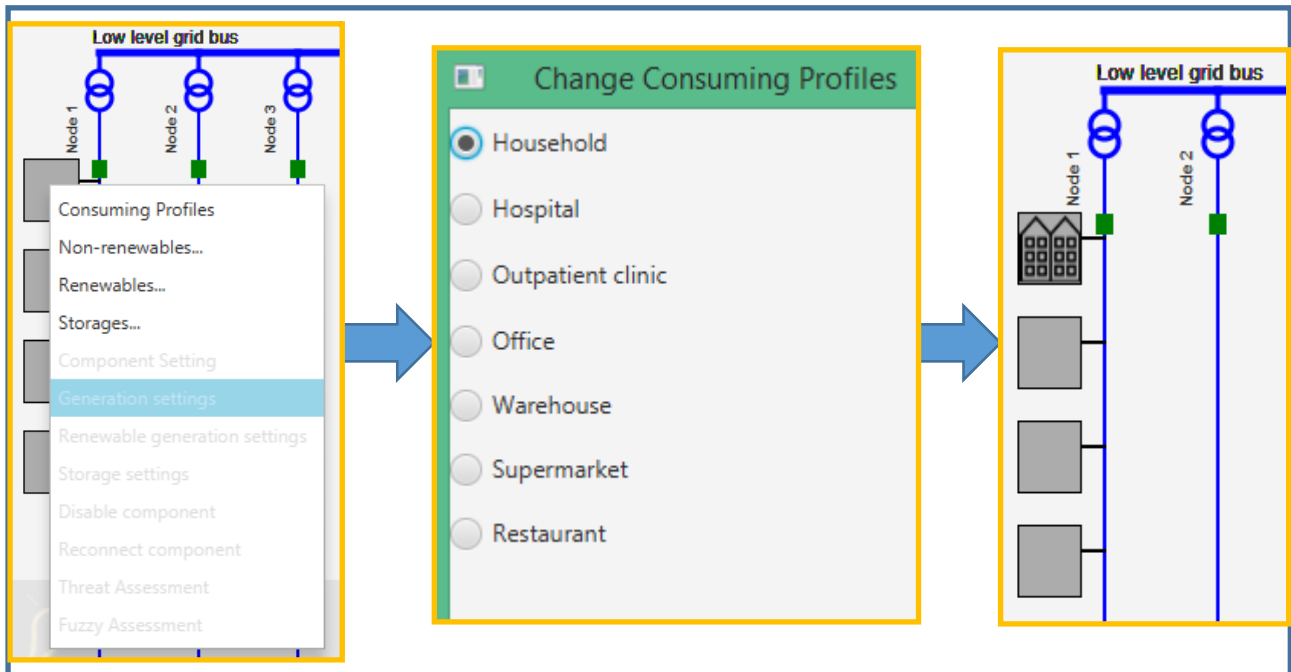 Low level grid bus
Node 1
Node 2
Node 3
Consuming Profiles
Non-renewables...
Renewables...
Storages...
Component Setting
Generation settings
Renewable generation settings
Storage settings
Disable component
Reconnect component
Threat Assessment
Fuzzy Assessment
Change Consuming Profiles
Household
Hospital
Outpatient clinic
Office
Warehouse
Supermarket
Restaurant
Low level grid bus
Node 1
Node 2